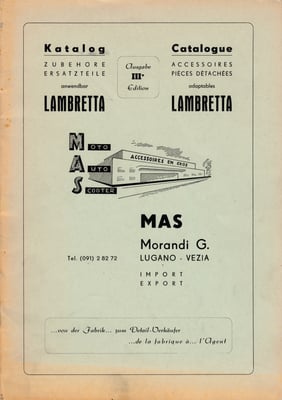 Katalog
ZUBEHÖRE
ERSATZTEILE
anwendbar
LAMBRETTA
Ausgabe
IIIª
Edition
Catalogue
ACCESSOIRES
PIÈCES DÉTACHÉES
adaptables
LAMBRETTA
MOTO
AUTO
SCOOTER
ACCESSOIRES EN GROS
MAS
Morandi G.
Tel. (091) 2 82 72
LUGANO - VEZIA
IMPORT
EXPORT
...von der Fabrik... zum Detail-Verkäufer
...de la fabrique à... l'Agent